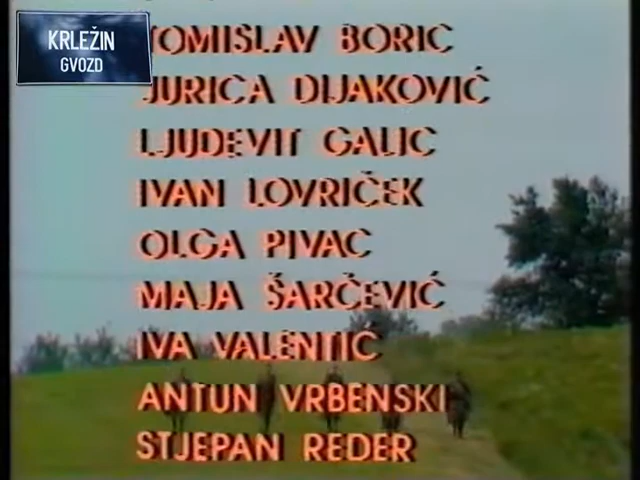 KRLEŽIN
GVOZD
TOMISLAV BORIĆ
JURICA DIJAKOVIĆ
LJUDEVIT GALIC
IVAN LOVRIČEK
OLGA PIVAC
MAJA ŠARČEVIĆ
IVA VALENTIĆ
ANTUN VRBENSKI
STJEPAN REDER